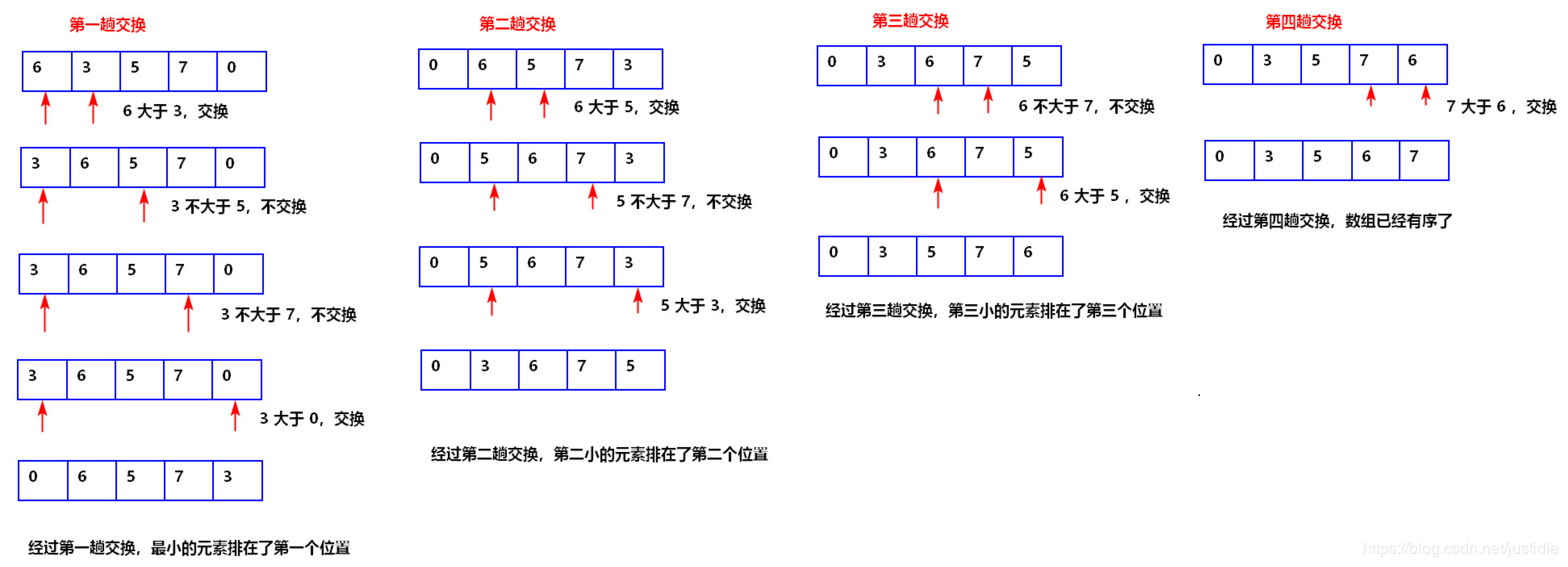 第一趟交换
6 3 5 7 0
6 大于 3，交换
3 6 5 7 0
3 不大于 5，不交换
3 6 5 7 0
3 不大于 7，不交换
3 6 5 7 0
3 大于 0，交换
0 6 5 7 3
经过第一趟交换，最小的元素排在了第一个位置
第二趟交换
0 6 5 7 3
6 大于 5，交换
0 5 6 7 3
5 不大于 7，不交换
0 5 6 7 3
5 大于 3，交换
0 3 6 7 5
经过第二趟交换，第二小的元素排在了第二个位置
第三趟交换
0 3 6 7 5
6 不大于 7，不交换
0 3 6 7 5
6 大于 5 ，交换
0 3 5 7 6
经过第三趟交换，第三小的元素排在了第三个位置
第四趟交换
0 3 5 7 6
7 大于 6 ，交换
0 3 5 6 7
经过第四趟交换，数组已经有序了
https://blog.csdn.net/justidle